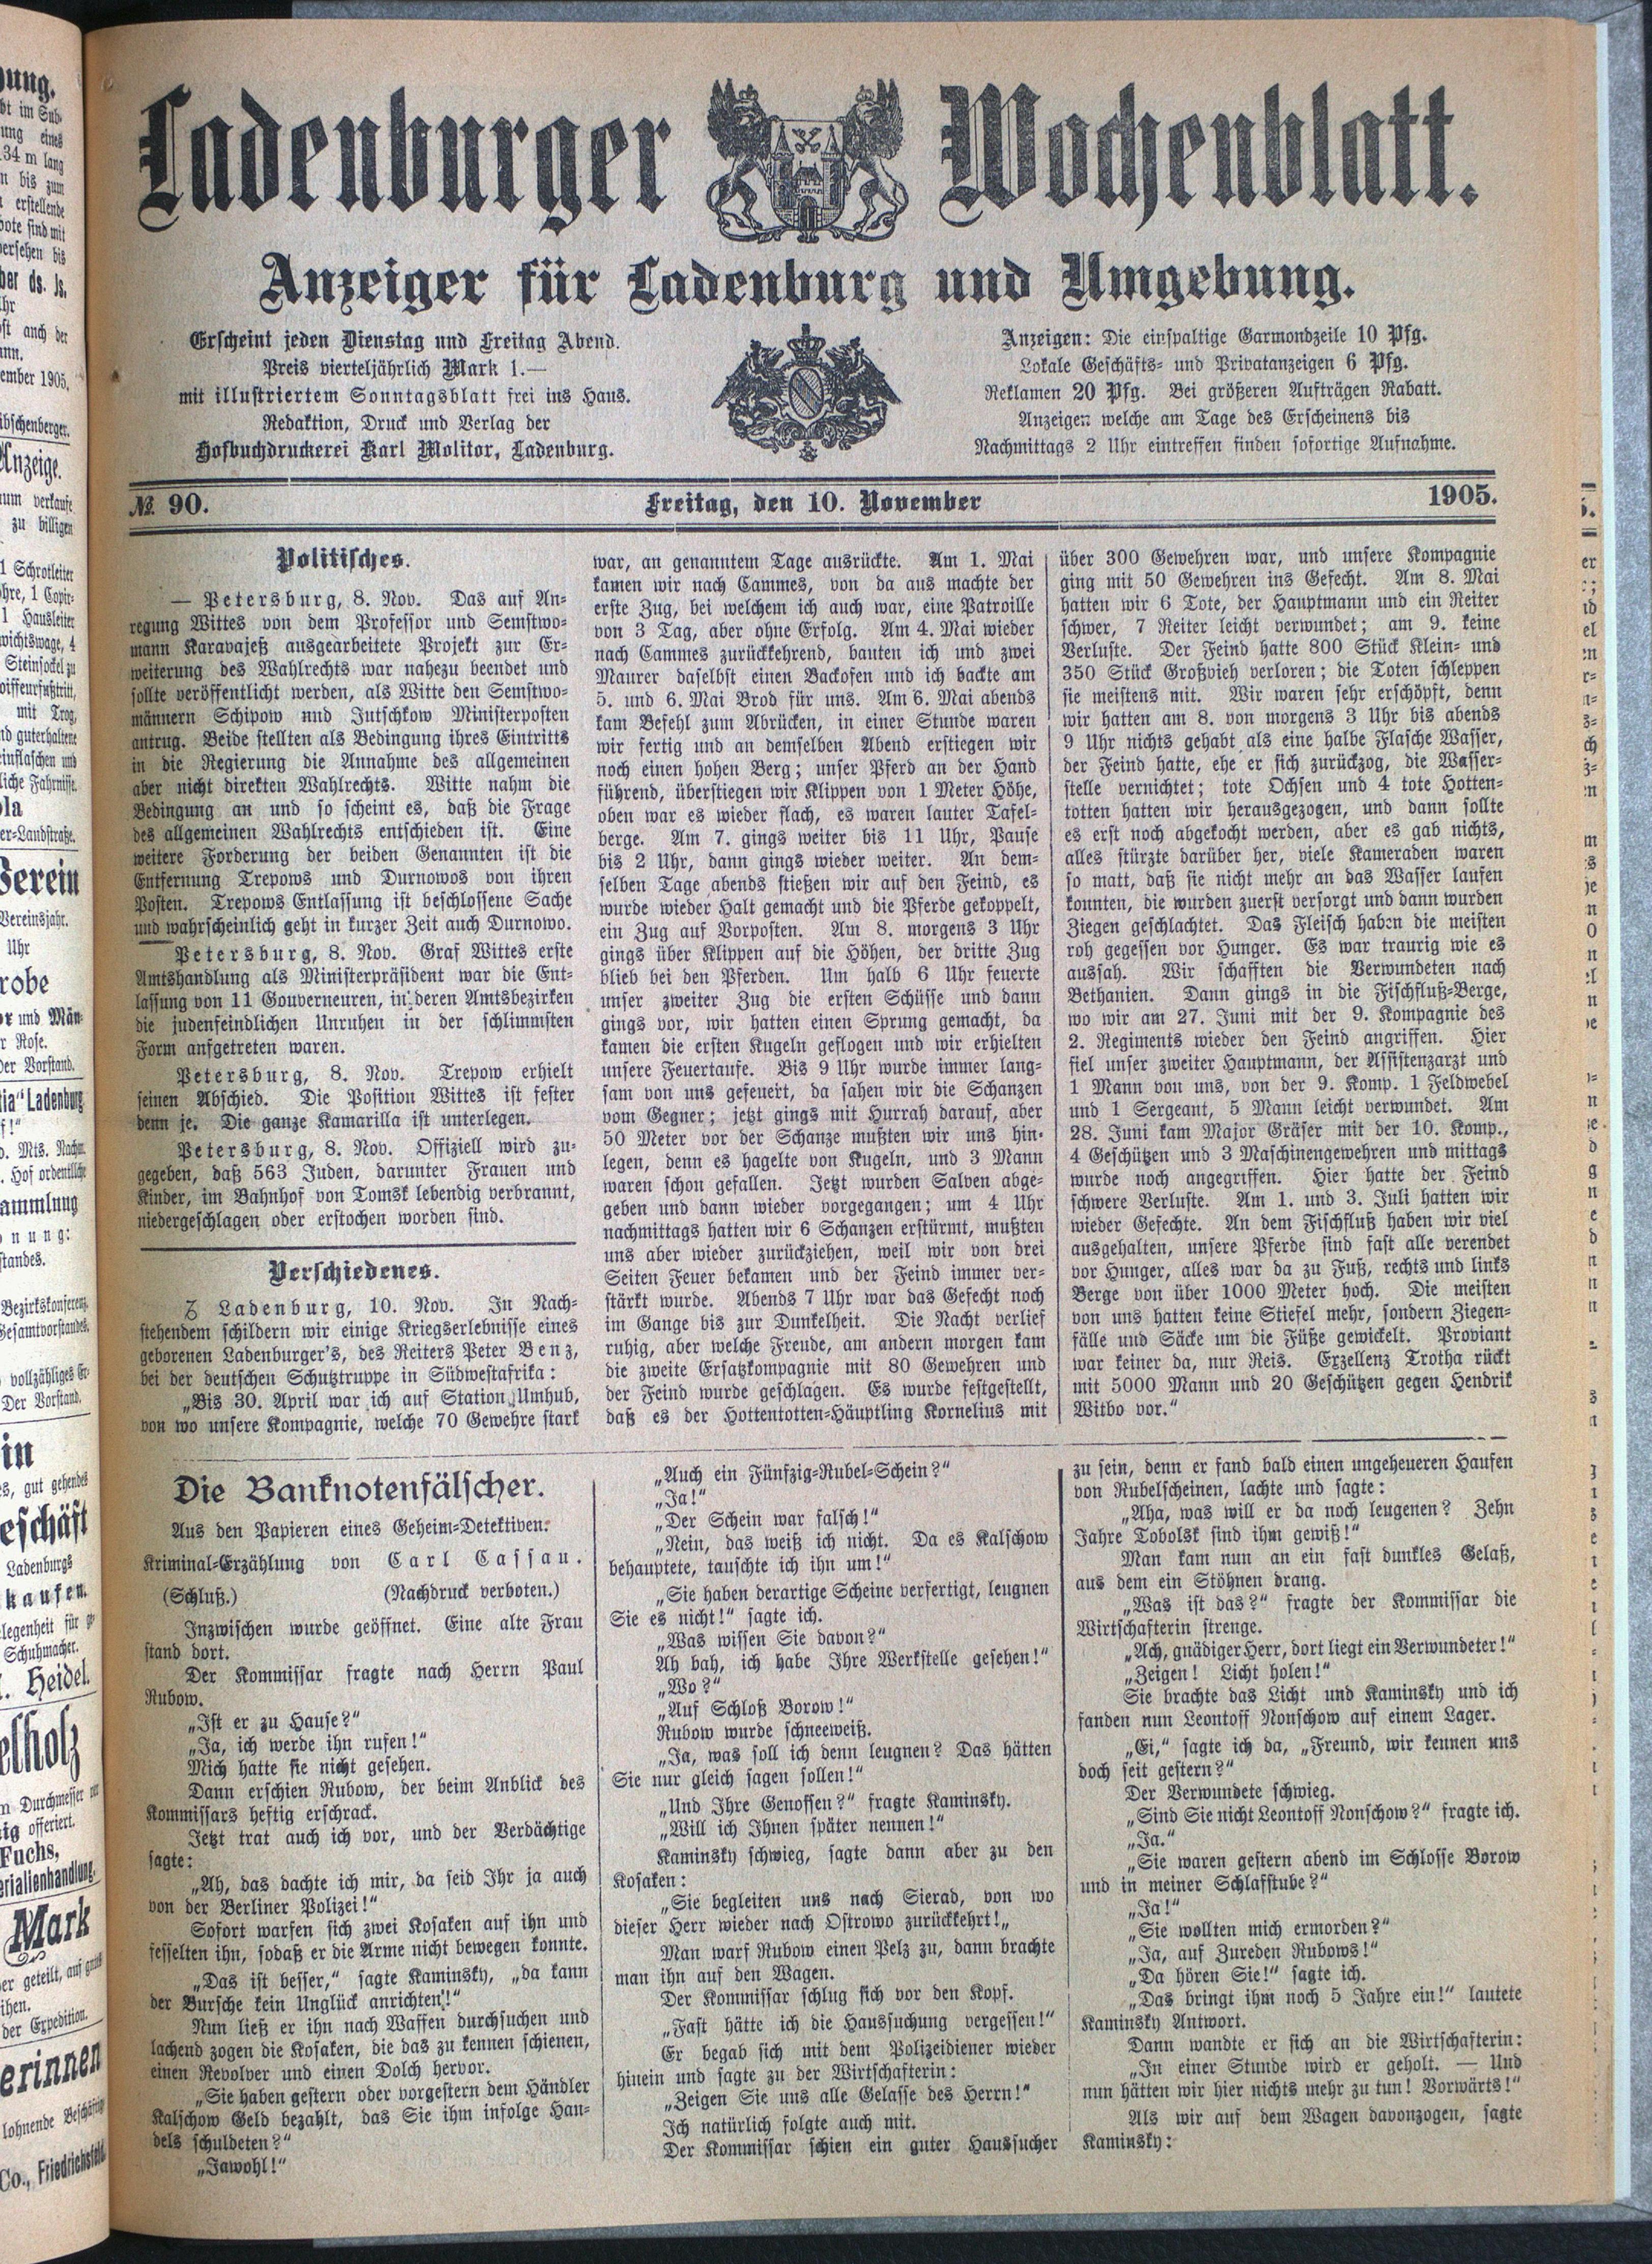 Ladenburger Wochenblatt.
Anzeiger für Ladenburg und Umgebung.
Erscheint jeden Dienstag und Freitag Abend.
Preis vierteljährlich Mark 1.—
mit illustriertem Sonntagsblatt frei ins Haus.
Redaktion, Druck und Verlag der
Hofbuchdruckerei Karl Molitor, Ladenburg.
Anzeigen: Die einspaltige Garmondzeile 10 Pfg.
Lokale Geschäfts- und Privatanzeigen 6 Pfg.
Reklamen 20 Pfg. Bei größeren Aufträgen Rabatt.
Anzeigen welche am Tage des Erscheinens bis
Nachmittags 2 Uhr eintreffen finden sofortige Aufnahme.
№ 90.
Freitag, den 10. November
1905.
Politisches.
— Petersburg, 8. Nov. Das auf An-
regung Wittes von dem Professor und Semstwo-
mann Karavajeß ausgearbeitete Projekt zur Er-
weiterung des Wahlrechts war nahezu beendet und
sollte veröffentlicht werden, als Witte den Semstwo-
männern Schipow nnd Jutschkow Ministerposten
antrug. Beide stellten als Bedingung ihres Eintritts
in die Regierung die Annahme des allgemeinen
aber nicht direkten Wahlrechts. Witte nahm die
Bedingung an und so scheint es, daß die Frage
des allgemeinen Wahlrechts entschieden ist. Eine
weitere Forderung der beiden Genannten ist die
Entfernung Trepows und Durnowos von ihren
Posten. Trepows Entlassung ist beschlossene Sache
und wahrscheinlich geht in kurzer Zeit auch Durnowo.
Petersburg, 8. Nov. Graf Wittes erste
Amtshandlung als Ministerpräsident war die Ent-
lassung von 11 Gouverneuren, in deren Amtsbezirken
die judenfeindlichen Unruhen in der schlimmsten
Form anfgetreten waren.
Petersburg, 8. Nov. Trepow erhielt
seinen Abschied. Die Position Wittes ist fester
denn je. Die ganze Kamarilla ist unterlegen.
Petersburg, 8. Nov. Offiziell wird zu-
gegeben, daß 563 Juden, darunter Frauen und
Kinder, im Bahnhof von Tomsk lebendig verbrannt,
niedergeschlagen oder erstochen worden sind.
Verschiedenes.
Ladenburg, 10. Nov. In Nach-
stehendem schildern wir einige Kriegserlebnisse eines
geborenen Ladenburger's, des Reiters Peter Benz,
bei der deutschen Schutztruppe in Südwestafrika:
„Bis 30. April war ich auf Station Umhub,
von wo unsere Kompagnie, welche 70 Gewehre stark
war, an genanntem Tage ausrückte. Am 1. Mai
kamen wir nach Cammes, von da aus machte der
erste Zug, bei welchem ich auch war, eine Patroille
von 3 Tag, aber ohne Erfolg. Am 4. Mai wieder
nach Cammes zurückkehrend, bauten ich und zwei
Maurer daselbst einen Backofen und ich backte am
5. und 6. Mai Brod für uns. Am 6. Mai abends
kam Befehl zum Abrücken, in einer Stunde waren
wir fertig und an demselben Abend erstiegen wir
noch einen hohen Berg; unser Pferd an der Hand
führend, überstiegen wir Klippen von 1 Meter Höhe,
oben war es wieder flach, es waren lauter Tafel-
berge. Am 7. gings weiter bis 11 Uhr, Pause
bis 2 Uhr, dann gings wieder weiter. An dem-
selben Tage abends stießen wir auf den Feind, es
wurde wieder Halt gemacht und die Pferde gekoppelt,
ein Zug auf Vorposten. Am 8. morgens 3 Uhr
gings über Klippen auf die Höhen, der dritte Zug
blieb bei den Pferden. Um halb 6 Uhr feuerte
unser zweiter Zug die ersten Schüsse und dann
gings vor, wir hatten einen Sprung gemacht, da
kamen die ersten Kugeln geflogen und wir erhielten
unsere Feuertaufe. Bis 9 Uhr wurde immer lang-
sam von uns gefeuert, da sahen wir die Schanzen
vom Gegner; jetzt gings mit Hurrah darauf, aber
50 Meter vor der Schanze mußten wir uns hin-
legen, denn es hagelte von Kugeln, und 3 Mann
waren schon gefallen. Jetzt wurden Salven abge-
geben und dann wieder vorgegangen; um 4 Uhr
nachmittags hatten wir 6 Schanzen erstürmt, mußten
uns aber wieder zurückziehen, weil wir von drei
Seiten Feuer bekamen und der Feind immer ver-
stärkt wurde. Abends 7 Uhr war das Gefecht noch
im Gange bis zur Dunkelheit. Die Nacht verlief
ruhig, aber welche Freude, am andern morgen kam
die zweite Ersatzkompagnie mit 80 Gewehren und
der Feind wurde geschlagen. Es wurde festgestellt,
daß es der Hottentotten-Häuptling Kornelius mit
über 300 Gewehren war, und unsere Kompagnie
ging mit 50 Gewehren ins Gefecht. Am 8. Mai
hatten wir 6 Tote, der Hauptmann und ein Reiter
schwer, 7 Reiter leicht verwundet; am 9. keine
Verluste. Der Feind hatte 800 Stück Klein- und
350 Stück Großvieh verloren; die Toten schleppen
sie meistens mit. Wir waren sehr erschöpft, denn
wir hatten am 8. von morgens 3 Uhr bis abends
9 Uhr nichts gehabt als eine halbe Flasche Wasser,
der Feind hatte, ehe er sich zurückzog, die Wasser-
stelle vernichtet; tote Ochsen und 4 tote Hotten-
totten hatten wir herausgezogen, und dann sollte
es erst noch abgekocht werden, aber es gab nichts,
alles stürzte darüber her, viele Kameraden waren
so matt, daß sie nicht mehr an das Wasser laufen
konnten, die wurden zuerst versorgt und dann wurden
Ziegen geschlachtet. Das Fleisch haben die meisten
roh gegessen vor Hunger. Es war traurig wie es
aussah. Wir schafften die Verwundeten nach
Bethanien. Dann gings in die Fischfluß-Berge,
wo wir am 27. Juni mit der 9. Kompagnie des
2. Regiments wieder den Feind angriffen. Hier
fiel unser zweiter Hauptmann, der Assistenzarzt und
1 Mann von uns, von der 9. Komp. 1 Feldwebel
und 1 Sergeant, 5 Mann leicht verwundet. Am
28. Juni kam Major Gräser mit der 10. Komp.,
4 Geschützen und 3 Maschinengewehren und mittags
wurde noch angegriffen. Hier hatte der Feind
schwere Verluste. Am 1. und 3. Juli hatten wir
wieder Gefechte. An dem Fischfluß haben wir viel
ausgehalten, unsere Pferde sind fast alle verendet
vor Hunger, alles war da zu Fuß, rechts und links
Berge von über 1000 Meter hoch. Die meisten
von uns hatten keine Stiefel mehr, sondern Ziegen-
fälle und Säcke um die Füße gewickelt. Proviant
war keiner da, nur Reis. Exzellenz Trotha rückt
mit 5000 Mann und 20 Geschützen gegen Hendrik
Witbo vor.“
Die Banknotenfälscher.
Aus den Papieren eines Geheim-Detektiven.
Kriminal-Erzählung von Carl Cassau.
(Schluß.) (Nachdruck verboten.)
Inzwischen wurde geöffnet. Eine alte Frau
stand dort.
Der Kommissar fragte nach Herrn Paul
Rubow.
„Ist er zu Hause?“
„Ja, ich werde ihn rufen!“
Mich hatte sie nicht gesehen.
Dann erschien Rubow, der beim Anblick des
Kommissars heftig erschrack.
Jetzt trat auch ich vor, und der Verdächtige
sagte:
„Ah, das dachte ich mir, da seid Ihr ja auch
von der Berliner Polizei!“
Sofort warfen sich zwei Kosaken auf ihn und
fesselten ihn, sodaß er die Arme nicht bewegen konnte.
„Das ist besser,“ sagte Kaminsky, „da kann
der Bursche kein Unglück anrichten!“
Nun ließ er ihn nach Waffen durchsuchen und
lachend zogen die Kosaken, die das zu kennen schienen,
einen Revolver und einen Dolch hervor.
„Sie haben gestern oder vorgestern dem Händler
Kalschow Geld bezahlt, das Sie ihm infolge Han-
dels schuldeten?“
„Jawohl!“
„Auch ein Fünfzig-Rubel-Schein?“
„Ja!“
„Der Schein war falsch!“
„Nein, das weiß ich nicht. Da es Kalschow
behauptete, tauschte ich ihn um!“
„Sie haben derartige Scheine verfertigt, leugnen
Sie es nicht!“ sagte ich.
„Was wissen Sie davon?“
Ah bah, ich habe Ihre Werkstelle gesehen!“
„Wo?“
„Auf Schloß Borow!“
Rubow wurde schneeweiß.
„Ja, was soll ich denn leugnen? Das hätten
Sie nur gleich sagen sollen!“
„Und Ihre Genossen?“ fragte Kaminsky.
„Will ich Ihnen später nennen!“
Kaminsky schwieg, sagte dann aber zu den
Kosaken:
„Sie begleiten uns nach Sierad, von wo
dieser Herr wieder nach Ostrowo zurückkehrt!„
Man warf Rubow einen Pelz zu, dann brachte
man ihn auf den Wagen.
Der Kommissar schlug sich vor den Kopf.
„Fast hätte ich die Haussuchung vergessen!“
Er begab sich mit dem Polizeidiener wieder
hinein und sagte zu der Wirtschafterin:
„Zeigen Sie uns alle Gelasse des Herrn!“
Ich natürlich folgte auch mit.
Der Kommissar schien ein guter Haussucher
zu sein, denn er fand bald einen ungeheueren Haufen
von Rubelscheinen, lachte und sagte:
„Aha, was will er da noch leugenen? Zehn
Jahre Tobolsk sind ihm gewiß!“
Man kam nun an ein fast dunkles Gelaß,
aus dem ein Stöhnen drang.
„Was ist das?“ fragte der Kommissar die
Wirtschafterin strenge.
„Ach, gnädiger Herr, dort liegt ein Verwundeter!“
„Zeigen! Licht holen!“
Sie brachte das Licht und Kaminsky und ich
fanden nun Leontoff Nonschow auf einem Lager.
„Ei,“ sagte ich da, „Freund, wir kennen uns
doch seit gestern?“
Der Verwundete schwieg.
„Sind Sie nicht Leontoff Nonschow?“ fragte ich.
„Ja.“
„Sie waren gestern abend im Schlosse Borow
und in meiner Schlafstube?“
„Ja!“
„Sie wollten mich ermorden?“
„Ja, auf Zureden Rubows!“
„Da hören Sie!“ sagte ich.
„Das bringt ihm noch 5 Jahre ein!“ lautete
Kaminsky Antwort.
Dann wandte er sich an die Wirtschafterin:
„In einer Stunde wird er geholt. — Und
nun hätten wir hier nichts mehr zu tun! Vorwärts!“
Als wir auf dem Wagen davonzogen, sagte
Kaminsky: